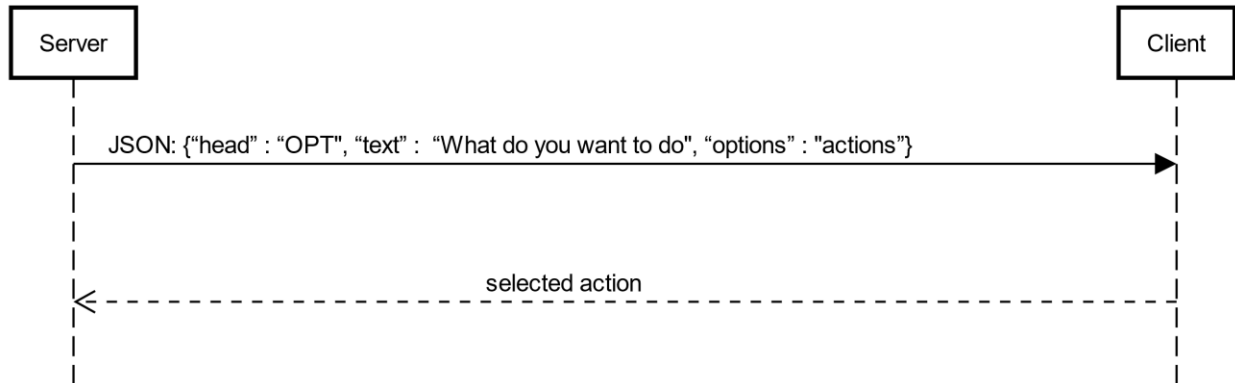 Server
Client
JSON: {“head” : “OPT", “text” :  “What do you want to do", “options” : "actions”}
selected action